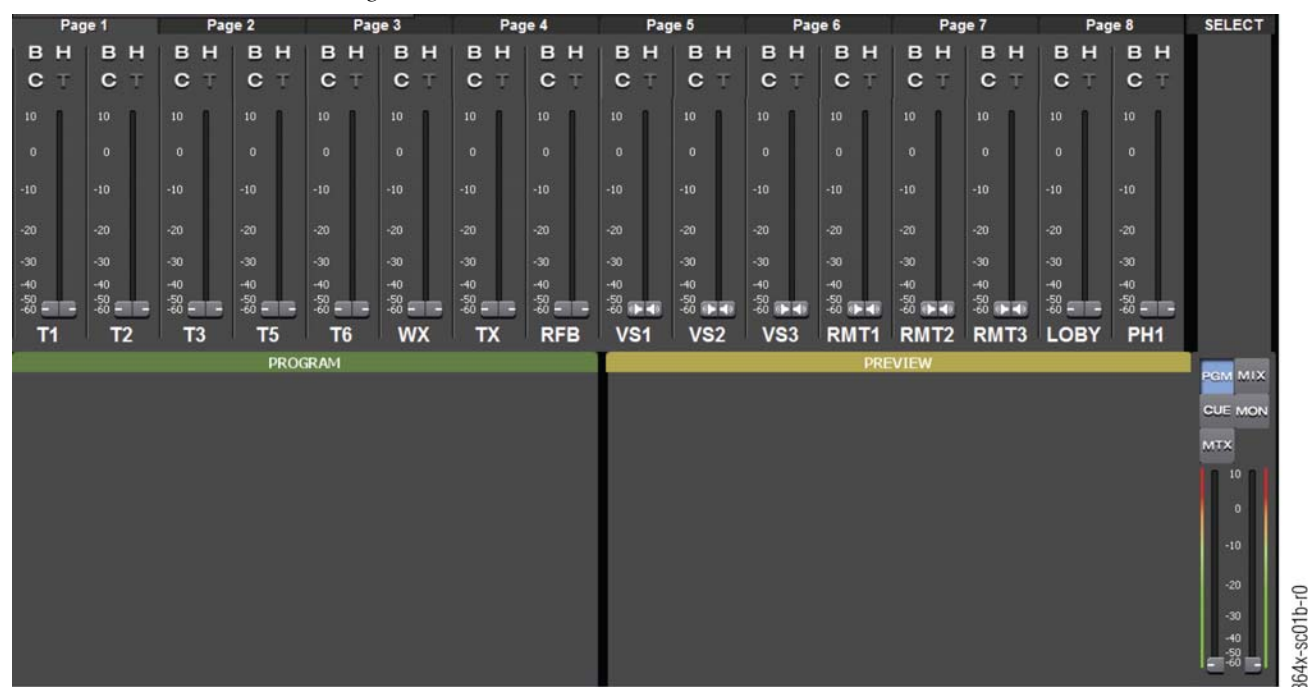 Page 1 Page 2 Page 3 Page 4 Page 5 Page 6 Page 7 Page 8 SELECT
B H B H B H B H B H B H B H B H B H B H B H B H B H B H B H B H
C T C T C T C T C T C T C T C T C T C T C T C T C T C T C T C T
10 10 10 10 10 10 10 10 10 10 10 10 10 10 10 10
0 0 0 0 0 0 0 0 0 0 0 0 0 0 0 0
-10 -10 -10 -10 -10 -10 -10 -10 -10 -10 -10 -10 -10 -10 -10 -10
-20 -20 -20 -20 -20 -20 -20 -20 -20 -20 -20 -20 -20 -20 -20 -20
-30 -30 -30 -30 -30 -30 -30 -30 -30 -30 -30 -30 -30 -30 -30 -30
-40 -40 -40 -40 -40 -40 -40 -40 -40 -40 -40 -40 -40 -40 -40 -40
-50 -50 -50 -50 -50 -50 -50 -50 -50 -50 -50 -50 -50 -50 -50 -50
-60 -60 -60 -60 -60 -60 -60 -60 -60 -60 -60 -60 -60 -60 -60 -60
T1 T2 T3 T5 T6 WX TX RFB VS1 VS2 VS3 RMT1 RMT2 RMT3 LOBY PH1
PROGRAM PREVIEW
PGM MIX
CUE MON
MTX
10
0
-10
-20
-30
-40
-50
-60